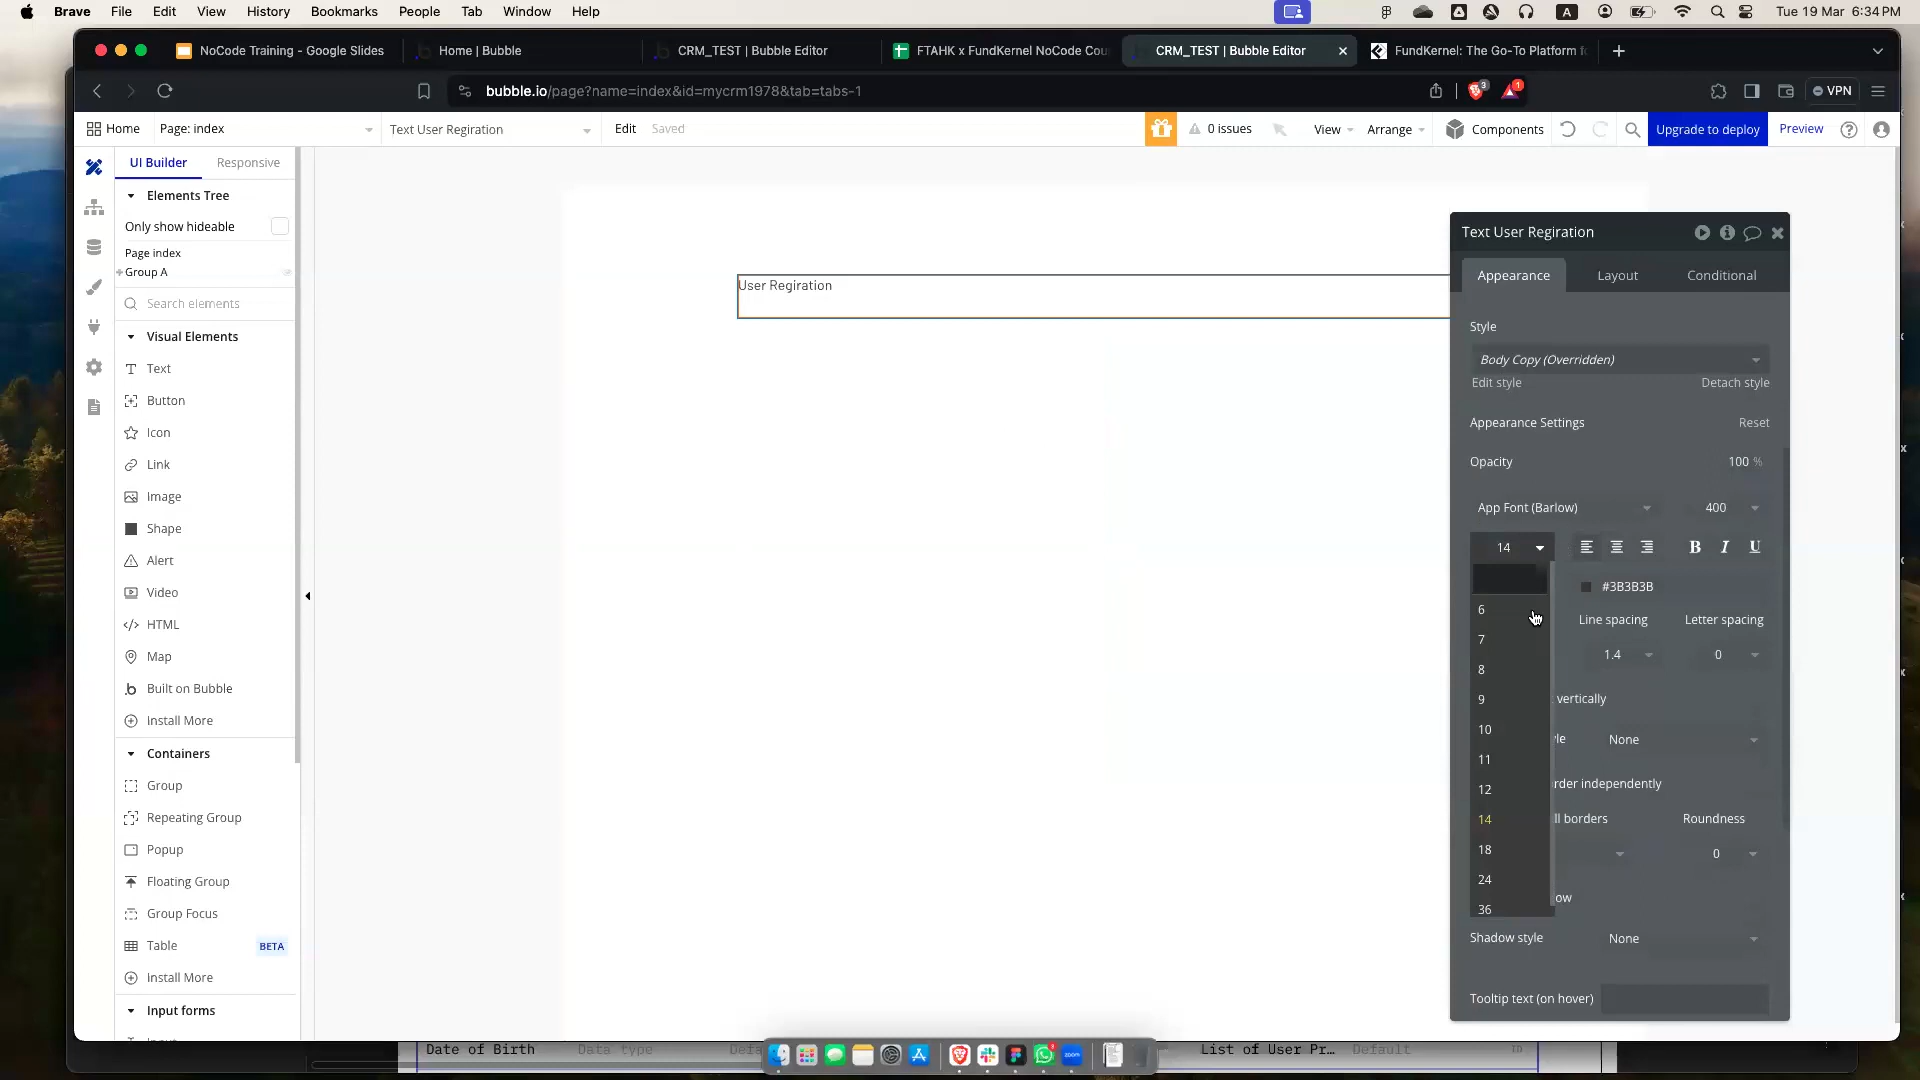 Brave File Edit View History Bookmarks People Tab Window Help A Tue 19 Mar 6:34 PM
NoCode Training - Google Slides Home | Bubble CRM_TEST | Bubble Editor FTAHK x FundKernel NoCode Cou CRM_TEST | Bubble Editor FundKernel: The Go-To Platform fo
bubble.io/page?name=index&id=mycrm1978&tab=tabs-1 3 1 VPN
Home Page: index Text User Regiration Edit Saved 0 issues View Arrange Components Upgrade to deploy Preview
UI Builder Responsive
Elements Tree
Only show hideable
Page index
Group A
Search elements
Visual Elements
Text
Button
Icon
Link
Image
Shape
Alert
Video
HTML
Map
Built on Bubble
Install More
Containers
Group
Repeating Group
Popup
Floating Group
Group Focus
Table BETA
Install More
Input forms
User Regiration
Text User Regiration
Appearance Layout Conditional
Style
Body Copy (Overridden)
Edit style Detach style
Appearance Settings Reset
Opacity 100 %
App Font (Barlow) 400
14 B I U
#3B3B3B
6
Line spacing Letter spacing
7
1.4 0
8
9 vertically
10 None
11
rder independently
12
14 ll borders Roundness
18 0
24
36 ow
Shadow style None
Tooltip text (on hover)
Date of Birth Data type Defa List of User Pr... Default ID